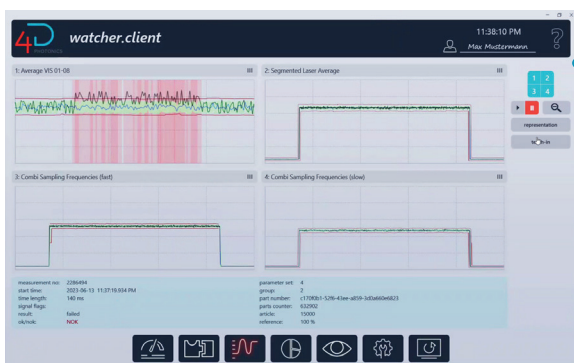 4D
PHOTONICS
watcher.client
11:38:10 PM
Max Mustermann
1: Average VIS 01-08
2: Segmented Laser Average
3: Combi Sampling Frequencies (fast)
4: Combi Sampling Frequencies (slow)
1 2
3 4
representation
measurement no: 2286494
start time: 2023-06-13 11:37:19.934 PM
time length: 140 ms
signal flags:
result: failed
ok/nok: NOK
parameter set: 4
group: 2
part number: c170f0b1-52f6-43ee-a859-3d0a660e6823
parts counter: 632902
article: 15000
reference: 100 %